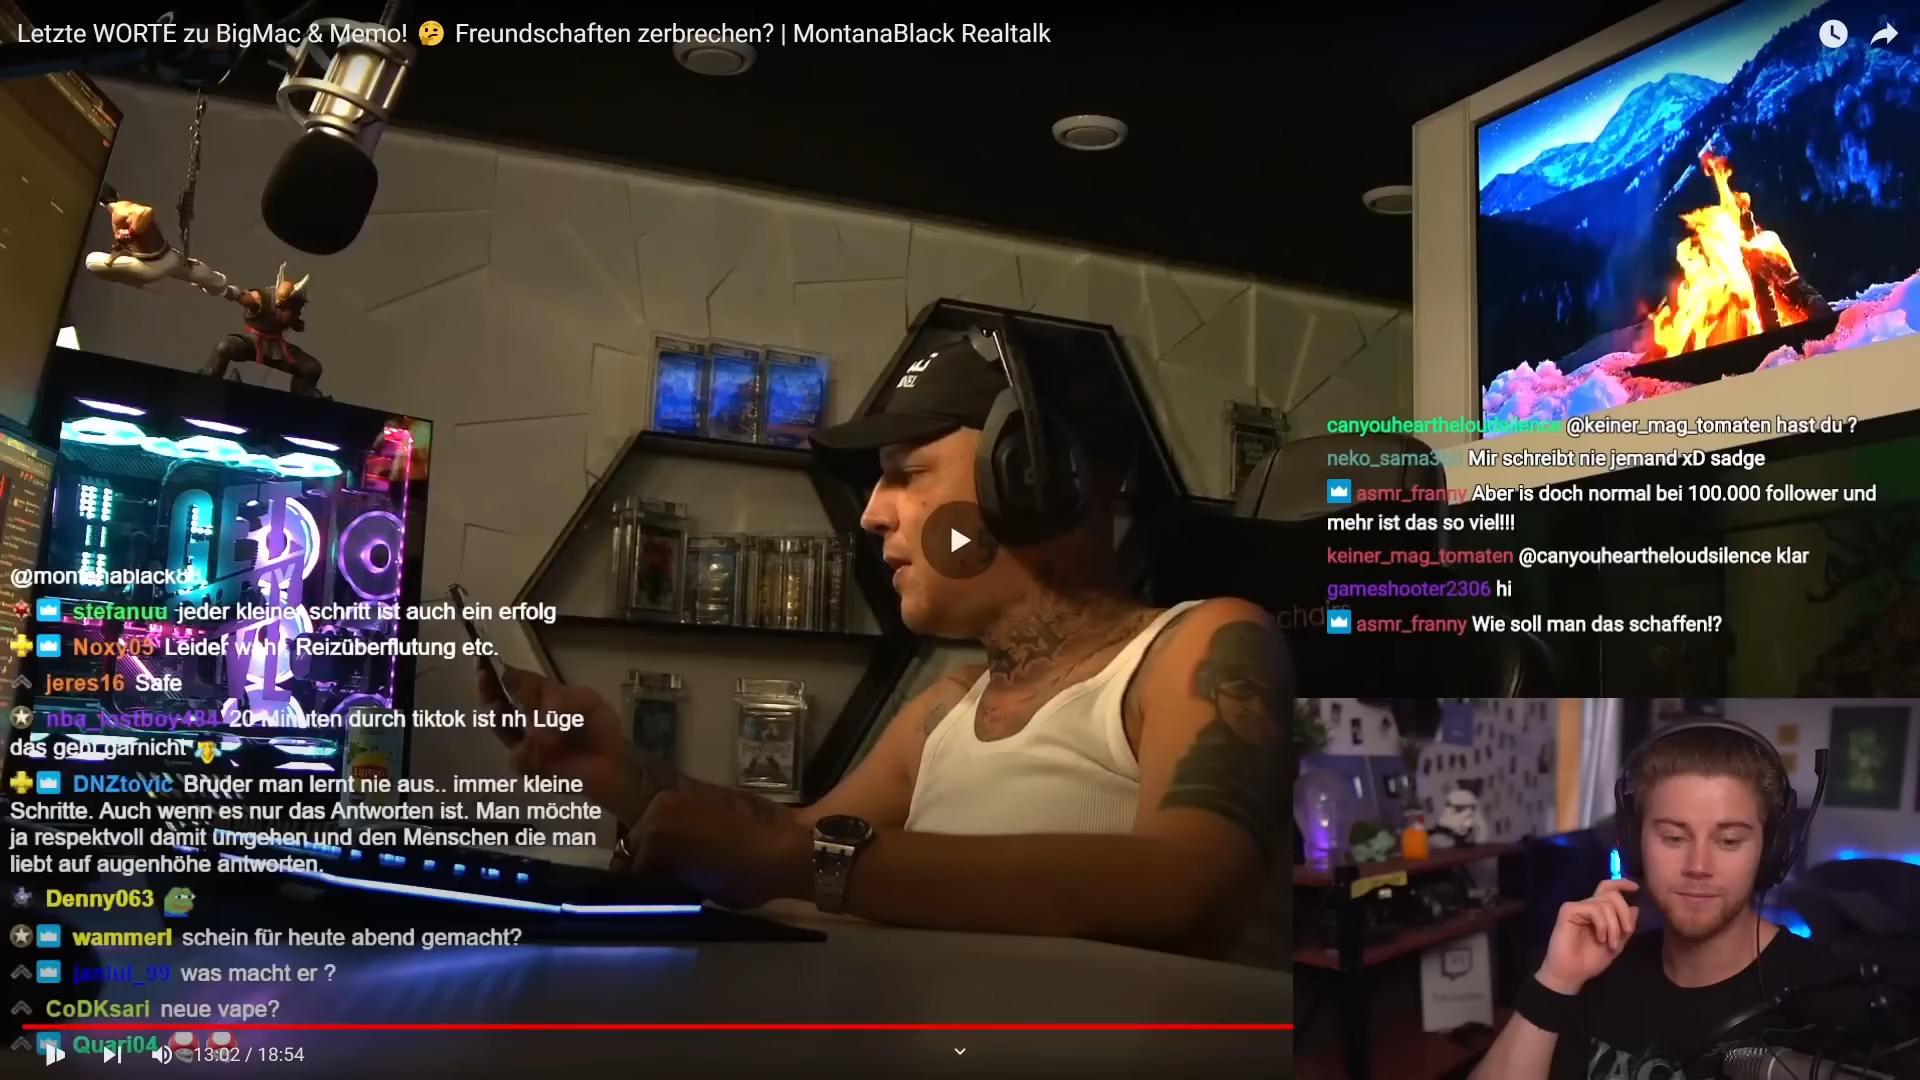 Letzte WORTE zu BigMac & Memo! 🤔 Freundschaften zerbrechen? | MontanaBlack Realtalk
canyouheartheloudsilence @keiner_mag_tomaten hast du ?
Mir schreibt nie jemand xD sadge
asmr_franny Aber is doch normal bei 100.000 follower und
mehr ist das so viel!!!
keiner_mag_tomaten @canyouheartheloudsilence klar
gameshooter2306 hi
asmr_franny Wie soll man das schaffen!?
@montanablack88
stefanuu jeder kleine schritt ist auch ein erfolg
Noxy05 Leider wahr Reizüberflutung etc.
jeres16 Safe
20 Minuten durch tiktok ist nh Lüge
das geht garnicht
DNZtovic Bruder man lernt nie aus.. immer kleine
Schritte. Auch wenn es nur das Antworten ist. Man möchte
ja respektvoll damit umgehen und den Menschen die man
liebt auf augenhöhe antworten.
Denny063
wammerl schein für heute abend gemacht?
was macht er ?
CoDKsari neue vape?
Quari04
13:02 / 18:54